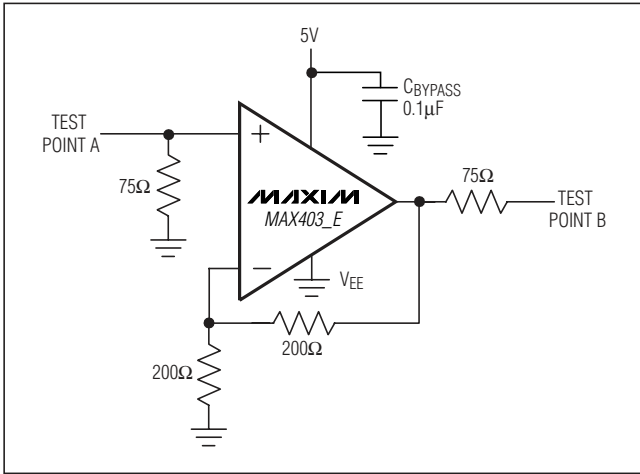 5V
CBYPASS
0.1µF
TEST
POINT A
+
75Ω
75Ω
MAXIM
MAX403_E
TEST
POINT B
−
VEE
200Ω
200Ω